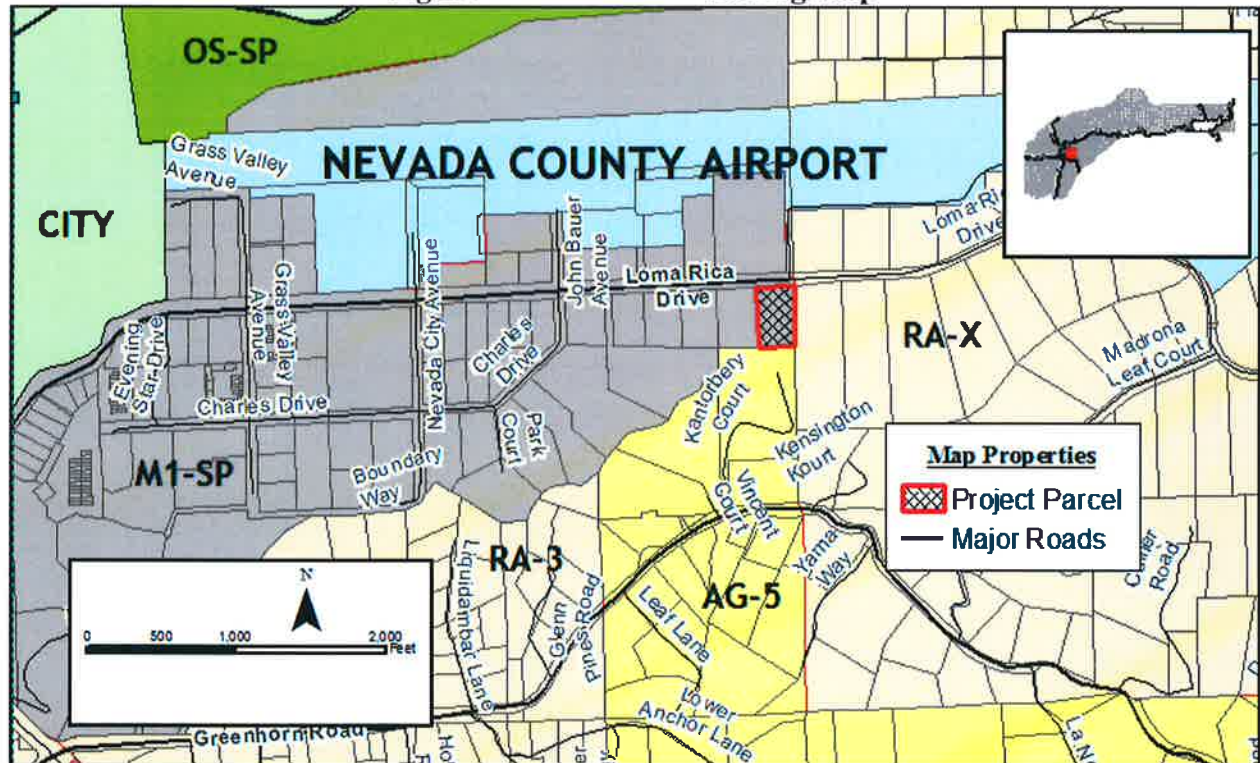 OS-SP
Grass Valley
Avenue
NEVADA COUNTY AIRPORT
CITY
Loma Ri
Drive
John Bauer
Avenue
Nevada City Avenue
Grass Valley
Avenue
Loma Rica
Drive
Evening
Star Drive
Charles
Drive
RA-X
Madrona
Leaf Court
Charles Drive
Kantorbery
Court
Park
Court
Kensington
Kourt
M1-SP
Boundary
Way
Vincent
Court
Map Properties
Project Parcel
Major Roads
RA-3
Yama
Way
AG-5
Road
Liquidambar Lane
Glenn
Pines Road
Leaf Lane
N
0 500 1,000 2,000
Feet
Lower
Anchor Lane
Greenhorn Road
La N